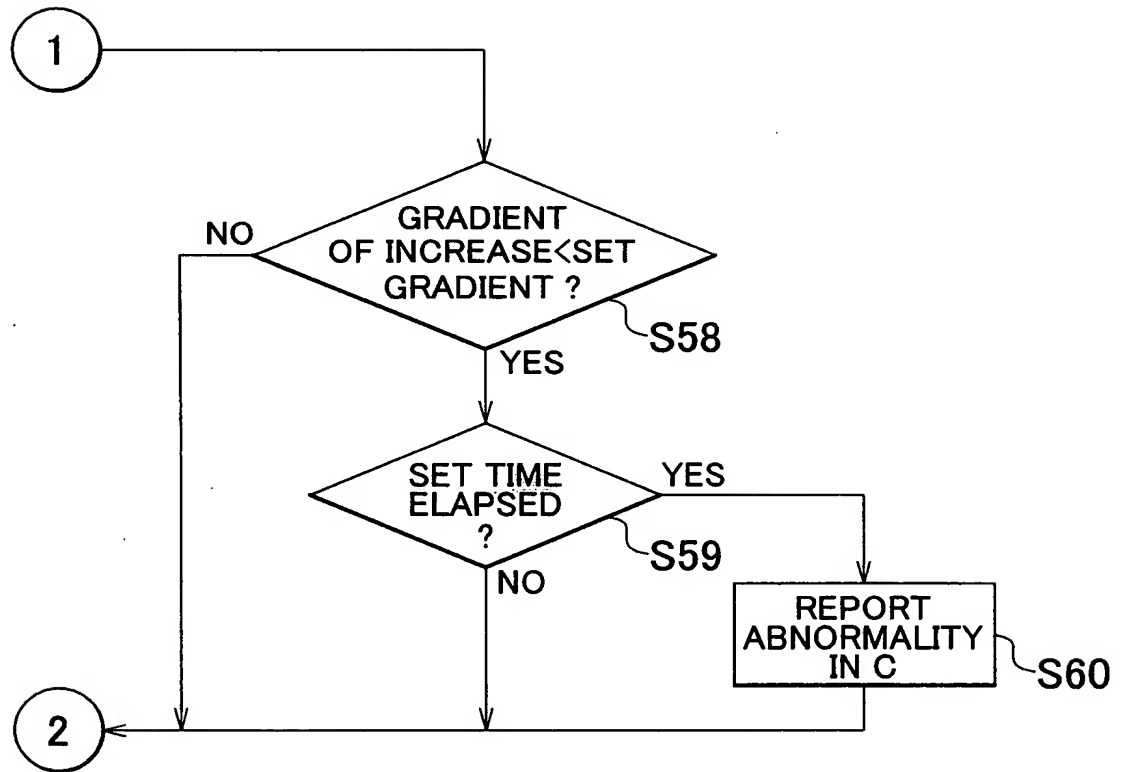 1
GRADIENT
OF INCREASE<SET
GRADIENT ?
NO
S58
YES
SET TIME
ELAPSED
?
YES
S59
NO
REPORT
ABNORMALITY
IN C
S60
2